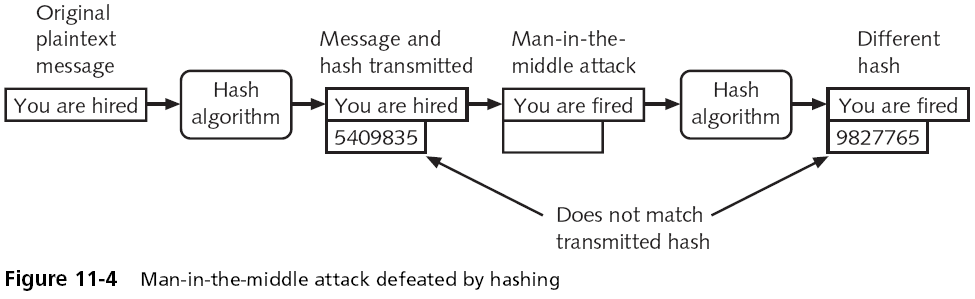 Original
plaintext
message
Message and
hash transmitted
Man-in-the-
middle attack
Different
hash
You are hired
Hash
algorithm
You are hired
5409835
You are fired
Hash
algorithm
You are fired
9827765
Does not match
transmitted hash
Figure 11-4 Man-in-the-middle attack defeated by hashing